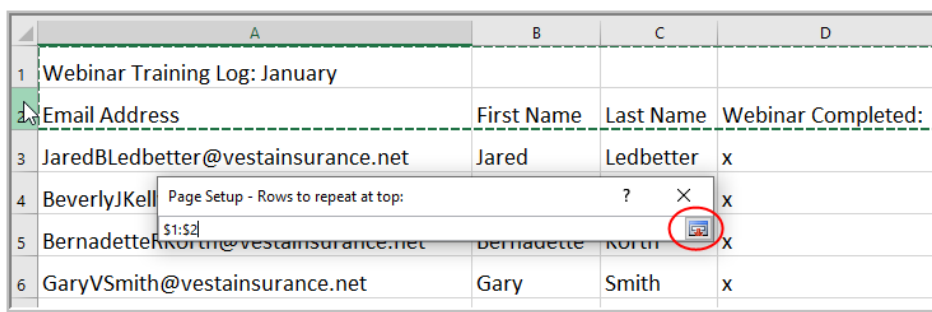 A B C D
1 Webinar Training Log: January
2 Email Address First Name Last Name Webinar Completed:
3 JaredBLedbetter@vestainsurance.net Jared Ledbetter x
4 BeverlyJKell x
Page Setup - Rows to repeat at top: ?
$1:$2
5 x
6 GaryVSmith@vestainsurance.net Gary Smith x